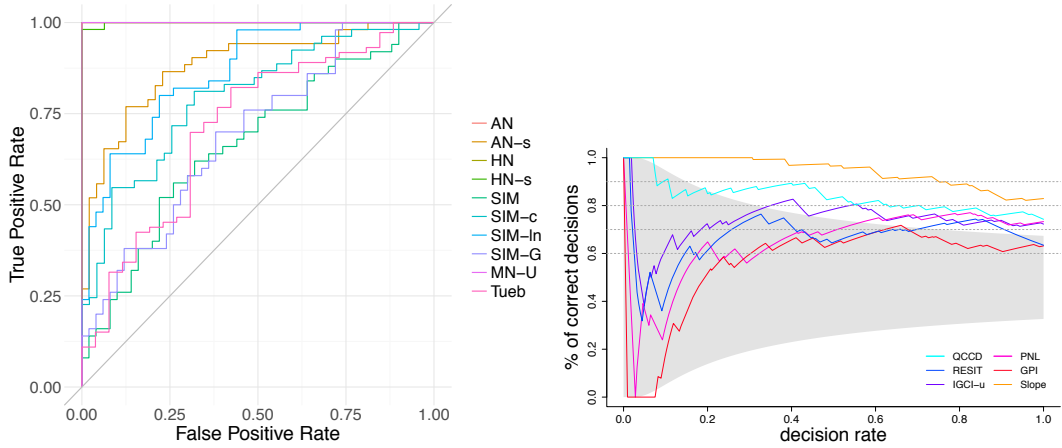 1.00
0.75
0.50
0.25
0.00
True Positive Rate
0.00 0.25 0.50 0.75 1.00
False Positive Rate
AN
AN-s
HN
HN-s
SIM
SIM-c
SIM-ln
SIM-G
MN-U
Tueb
1.0
0.8
0.6
0.4
0.2
0.0
% of correct decisions
QCCD PNL
RESIT GPI
IGCI-u Slope
0.0 0.2 0.4 0.6 0.8 1.0
decision rate